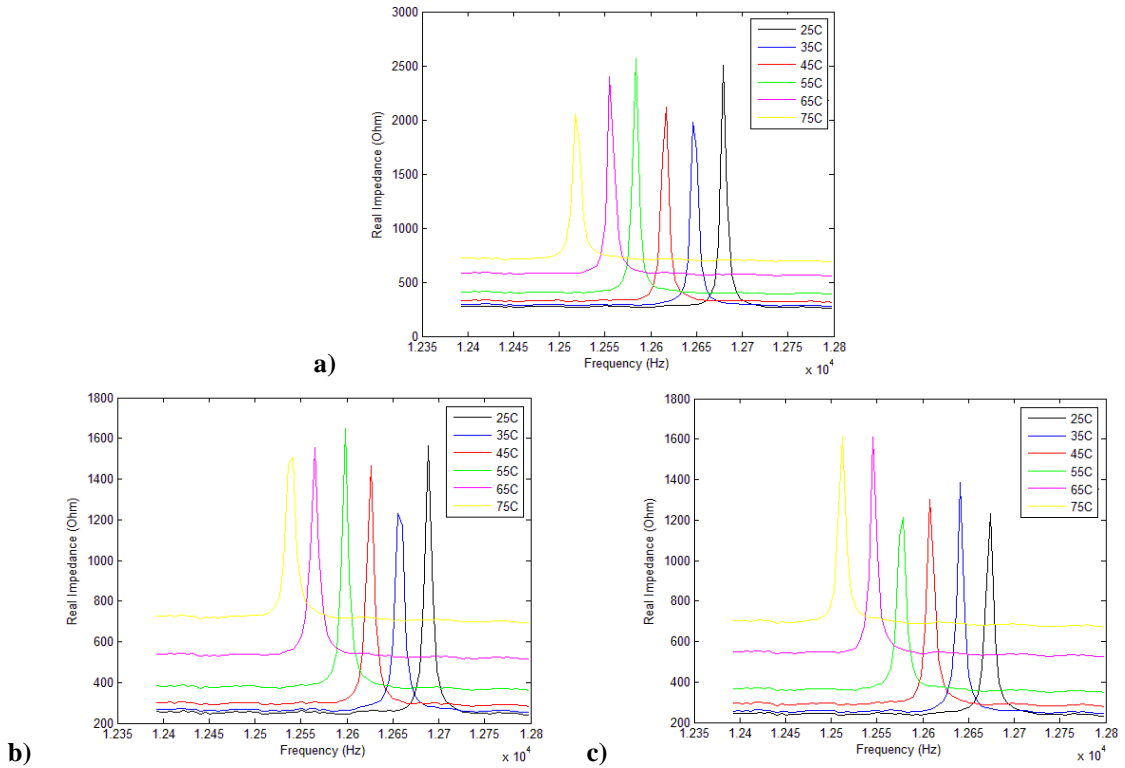 3000
2500
2000
1500
1000
500
0
Real Impedance (Ohm)
25C
35C
45C
55C
65C
75C
1.235 1.24 1.245 1.25 1.255 1.26 1.265 1.27 1.275 1.28
Frequency (Hz)
x 10^4
a)
1800
1600
1400
1200
1000
800
600
400
200
Real Impedance (Ohm)
25C
35C
45C
55C
65C
75C
1.235 1.24 1.245 1.25 1.255 1.26 1.265 1.27 1.275 1.28
Frequency (Hz)
x 10^4
b)
1800
1600
1400
1200
1000
800
600
400
200
Real Impedance (Ohm)
25C
35C
45C
55C
65C
75C
1.235 1.24 1.245 1.25 1.255 1.26 1.265 1.27 1.275 1.28
Frequency (Hz)
x 10^4
c)